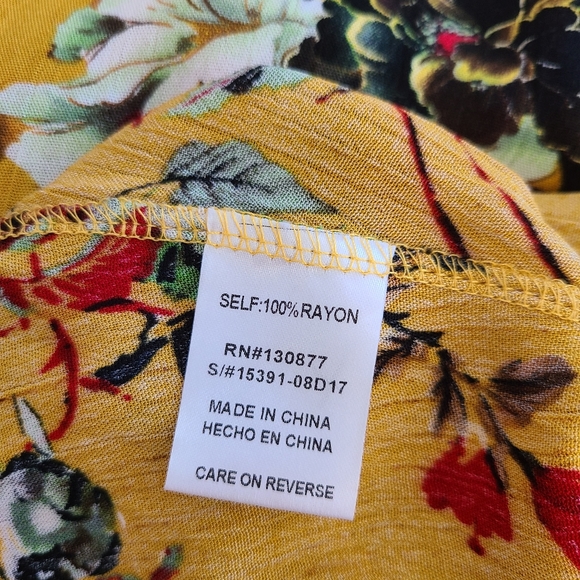 SELF:100% RAYON
RN#130877
S/#15391-08D17
MADE IN CHINA
HECHO EN CHINA
CARE ON REVERSE